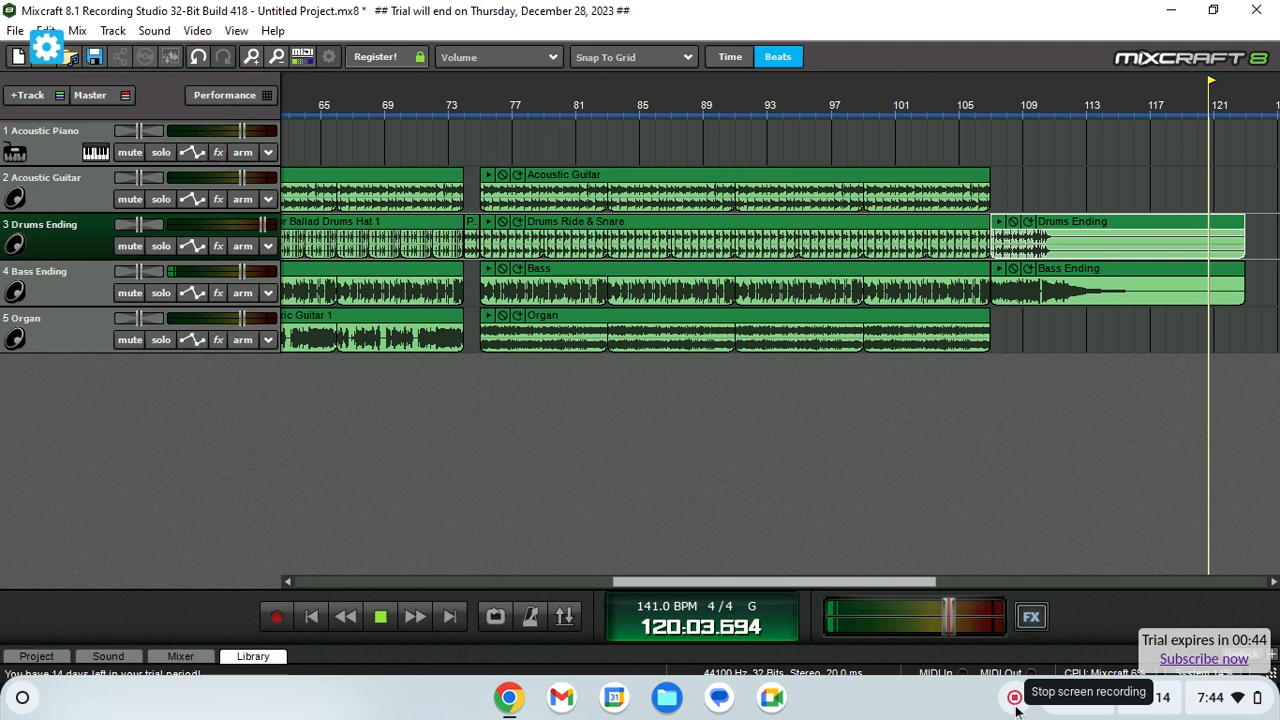 Mixcraft 8.1 Recording Studio 32-Bit Build 418 - Untitled Project.mx8 *   ## Trial will end on Thursday, December 28, 2023 ##
File Mix Track Sound Video View Help
Register! Volume Snap To Grid Time Beats MIXCRAFT 8
+Track Master Performance
65 69 73 77 81 85 89 93 97 101 105 109 113 117 121
1 Acoustic Piano
mute solo fx arm
2 Acoustic Guitar
Acoustic Guitar
mute solo fx arm
3 Drums Ending
er Ballad Drums Hat 1 P.. Drums Ride & Snare Drums Ending
mute solo fx arm
4 Bass Ending
Bass Bass Ending
mute solo fx arm
5 Organ
ric Guitar 1 Organ
mute solo fx arm
141.0 BPM 4/4 G
120:03.694
FX
Trial expires in 00:44
Subscribe now
Project Sound Mixer Library
You have 14 days left in your trial period!
44100 Hz, 32 Bits, Stereo, 20.0 ms MIDI In MIDI Out CPU: Mixcraft 6%
Stop screen recording
31
14
7:44